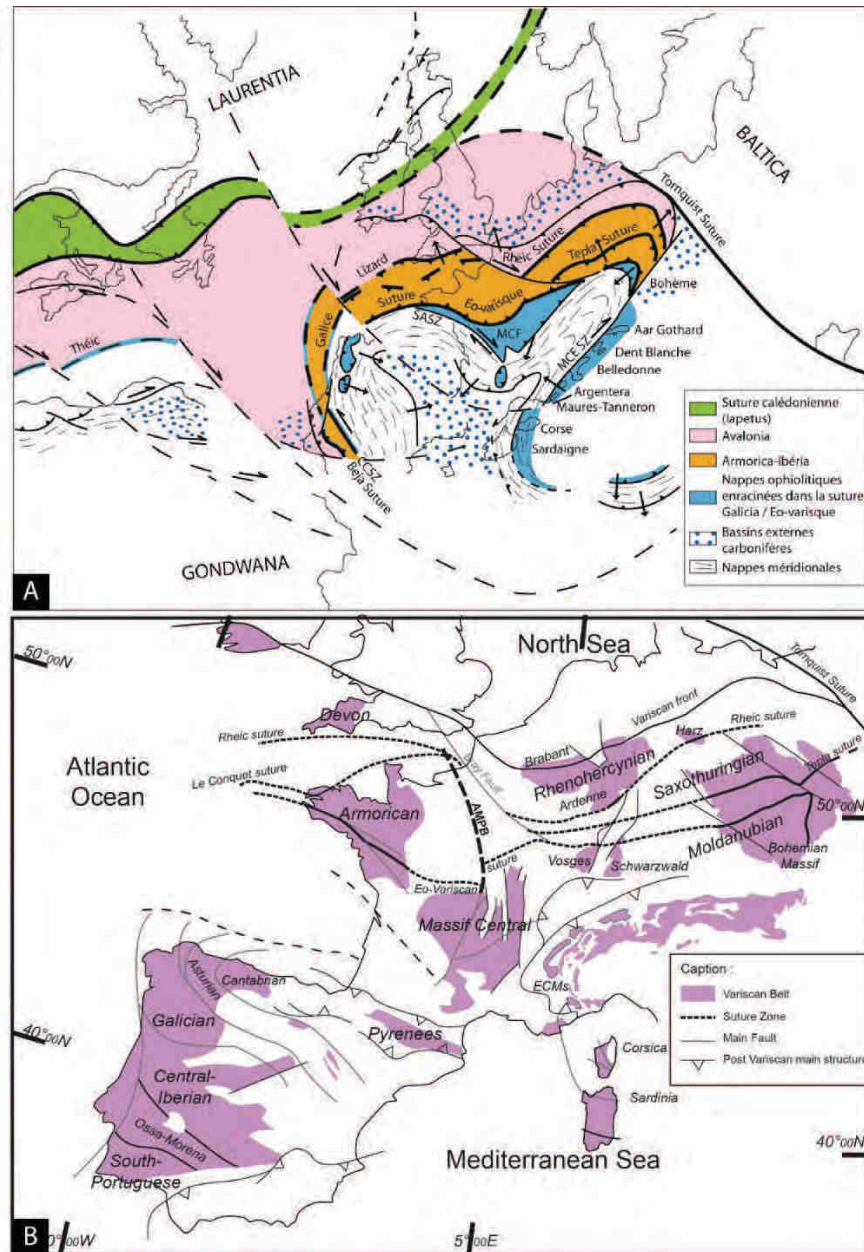 LAURENTIA
BALTICA
Tornquist Suture
Rheic Suture
Tepla Suture
Lizard
Bohème
Suture
Eo-varisque
Galice
SASZ
MCF
MCE SZ
Théic
Aar Gothard
Dent Blanche
Belledonne
Argentera
Maures-Tanneron
Corse
Sardaigne
CCSZ
Beja Suture
GONDWANA
Suture calédonienne
(Iapetus)
Avalonia
Armorica-Ibéria
Nappes ophiolitiques
enracinées dans la suture
Galicia / Eo-varisque
Bassins externes
carbonifères
Nappes méridionales
A
50°00N
North Sea
Tornquist Suture
Devon
Variscan front
Rheic suture
Harz
Rheic suture
Brabant
Rhenohercynian
Tepla suture
Atlantic
Ocean
Le Conquet suture
Bray Fault
Ardenne
Saxothuringian
50°00N
Armorican
AMPB
Moldanubian
Bohemian
Massif
Vosges
Schwarzwald
suture
Eo-Variscan
Massif Central
ECMs
Asturian
Cantabrian
40°00N
Galician
Pyrenees
Corsica
Central-
Iberian
Sardinia
Ossa-Morena
South-
Portuguese
Mediterranean Sea
40°00N
Caption :
Variscan Belt
Suture Zone
Main Fault
Post Variscan main structure
B
°00W
5°00E